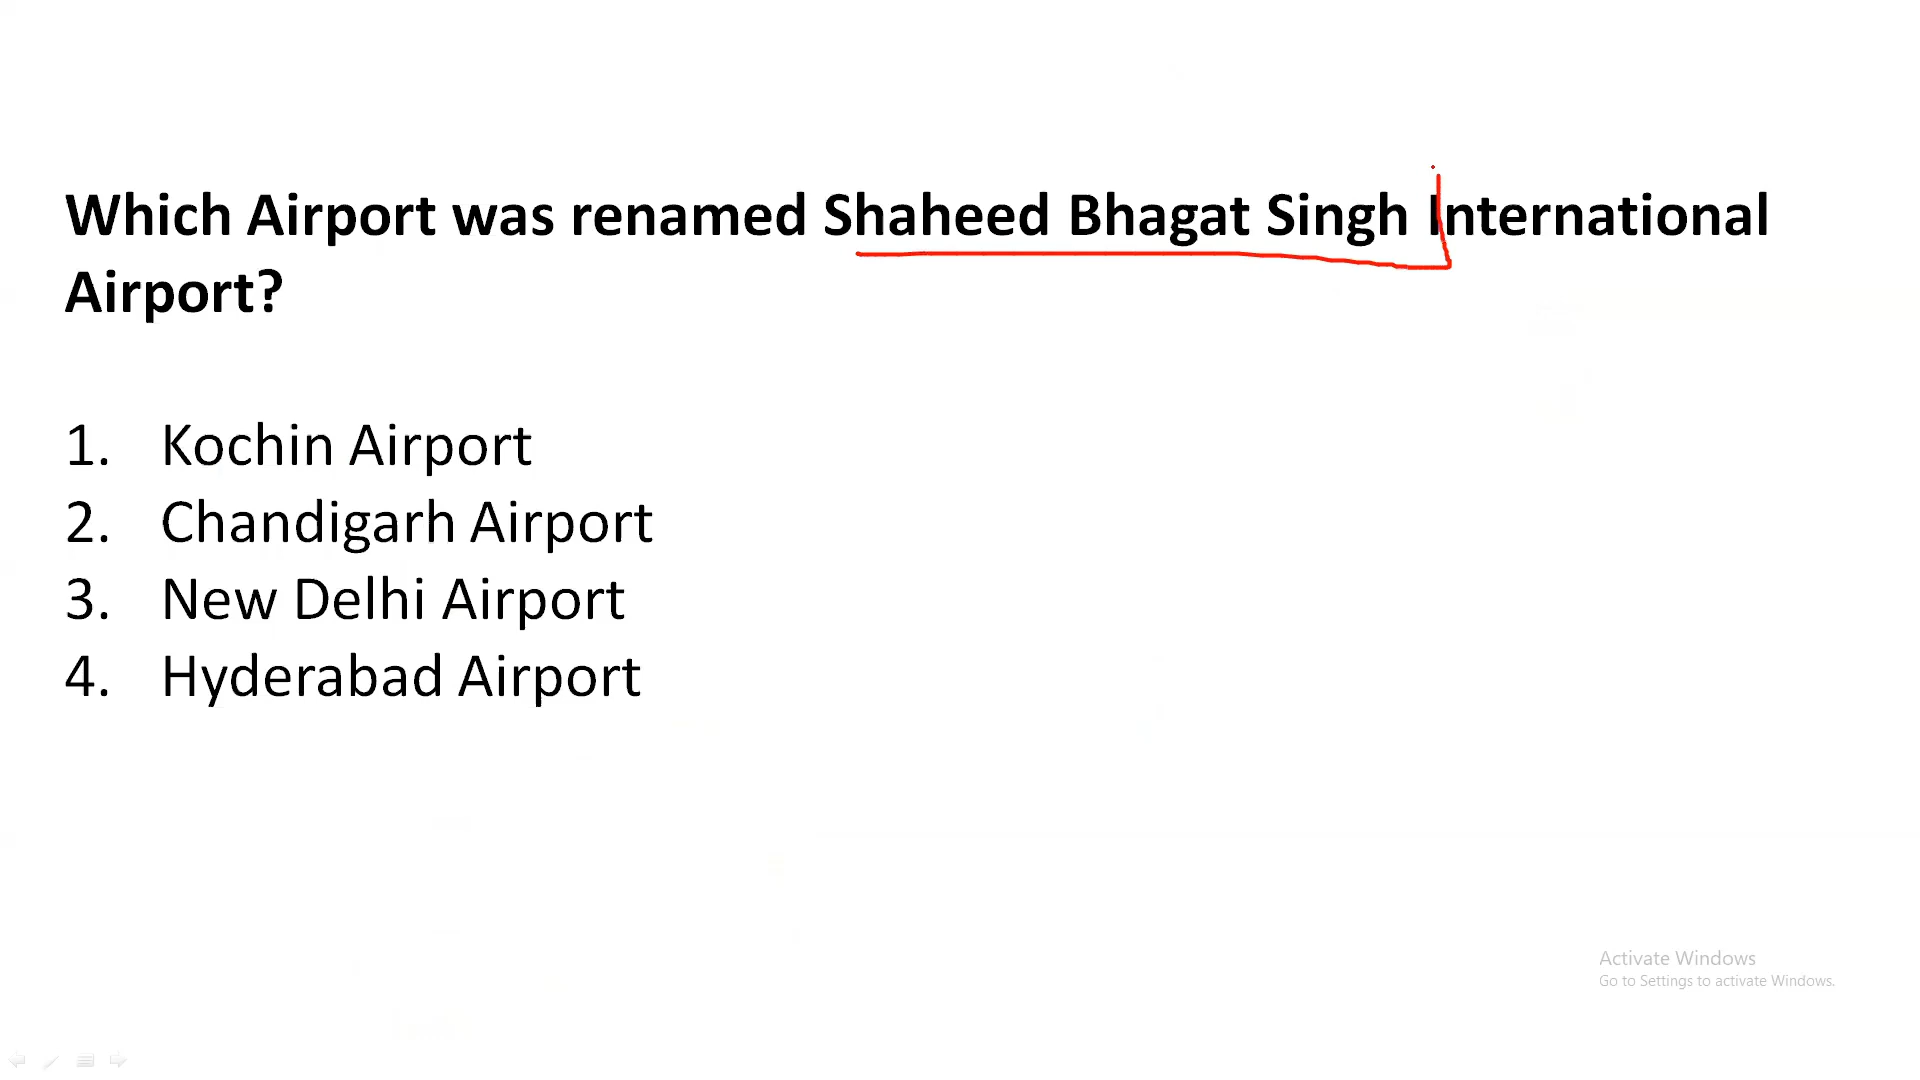 Which Airport was renamed Shaheed Bhagat Singh International
Airport?
1. Kochin Airport
2. Chandigarh Airport
3. New Delhi Airport
4. Hyderabad Airport
Activate Windows
Go to Settings to activate Windows.